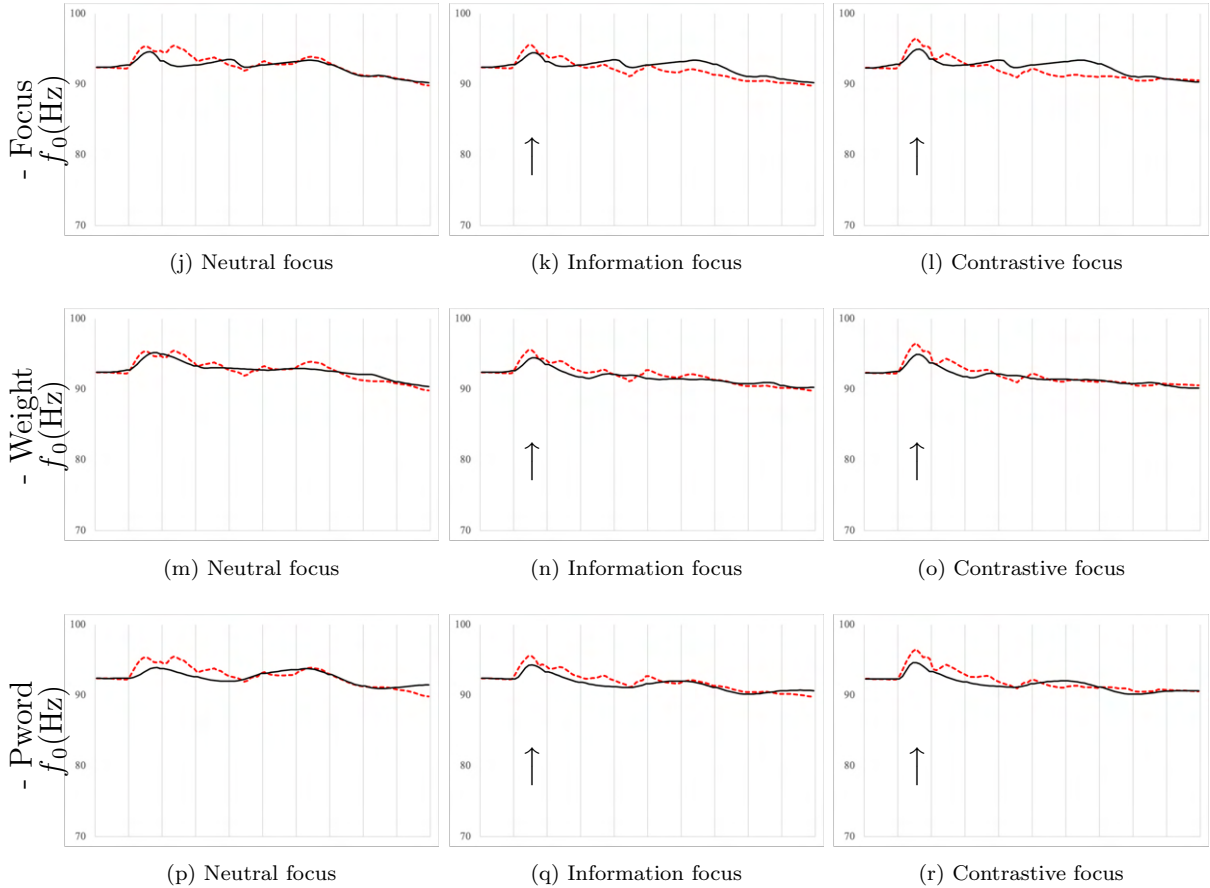 - Focus
f0(Hz)
100
90
80
70
100
90
80
70
100
90
80
70
(j) Neutral focus
(k) Information focus
(l) Contrastive focus
- Weight
f0(Hz)
100
90
80
70
100
90
80
70
100
90
80
70
(m) Neutral focus
(n) Information focus
(o) Contrastive focus
- Pword
f0(Hz)
100
90
80
70
100
90
80
70
100
90
80
70
(p) Neutral focus
(q) Information focus
(r) Contrastive focus